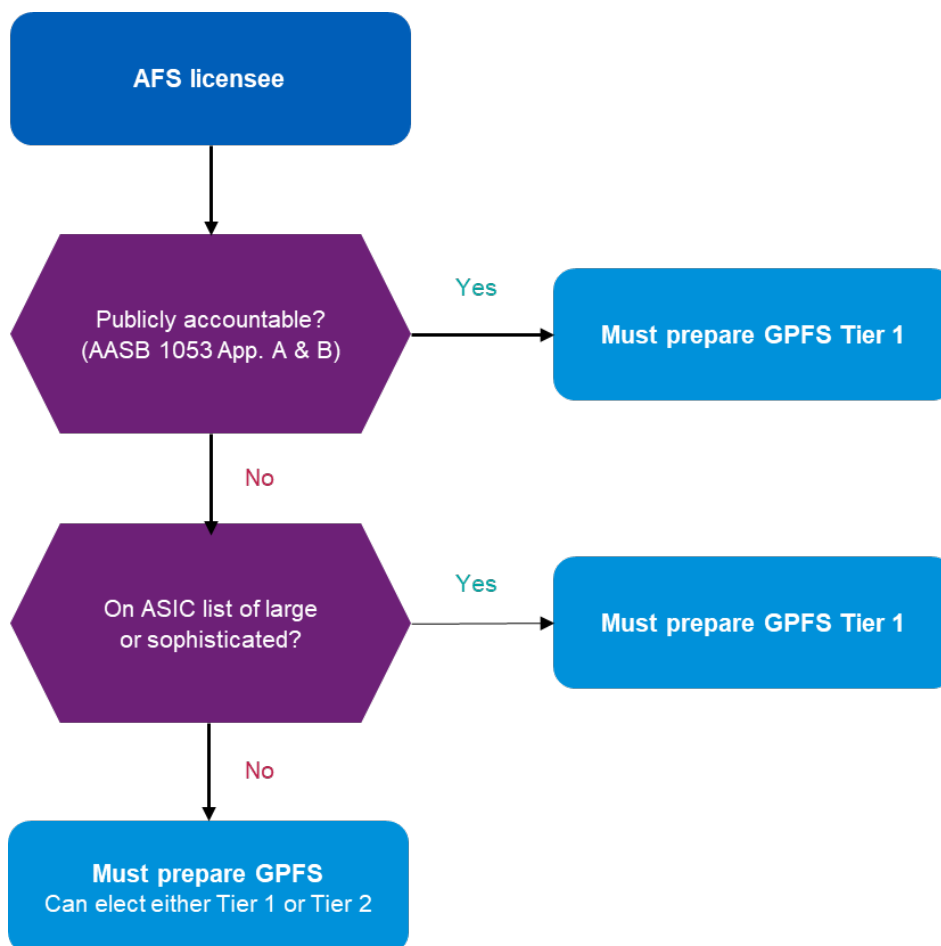 AFS licensee
Publicly accountable?
(AASB 1053 App. A & B)
Yes
Must prepare GPFS Tier 1
No
On ASIC list of large
or sophisticated?
Yes
Must prepare GPFS Tier 1
No
Must prepare GPFS
Can elect either Tier 1 or Tier 2